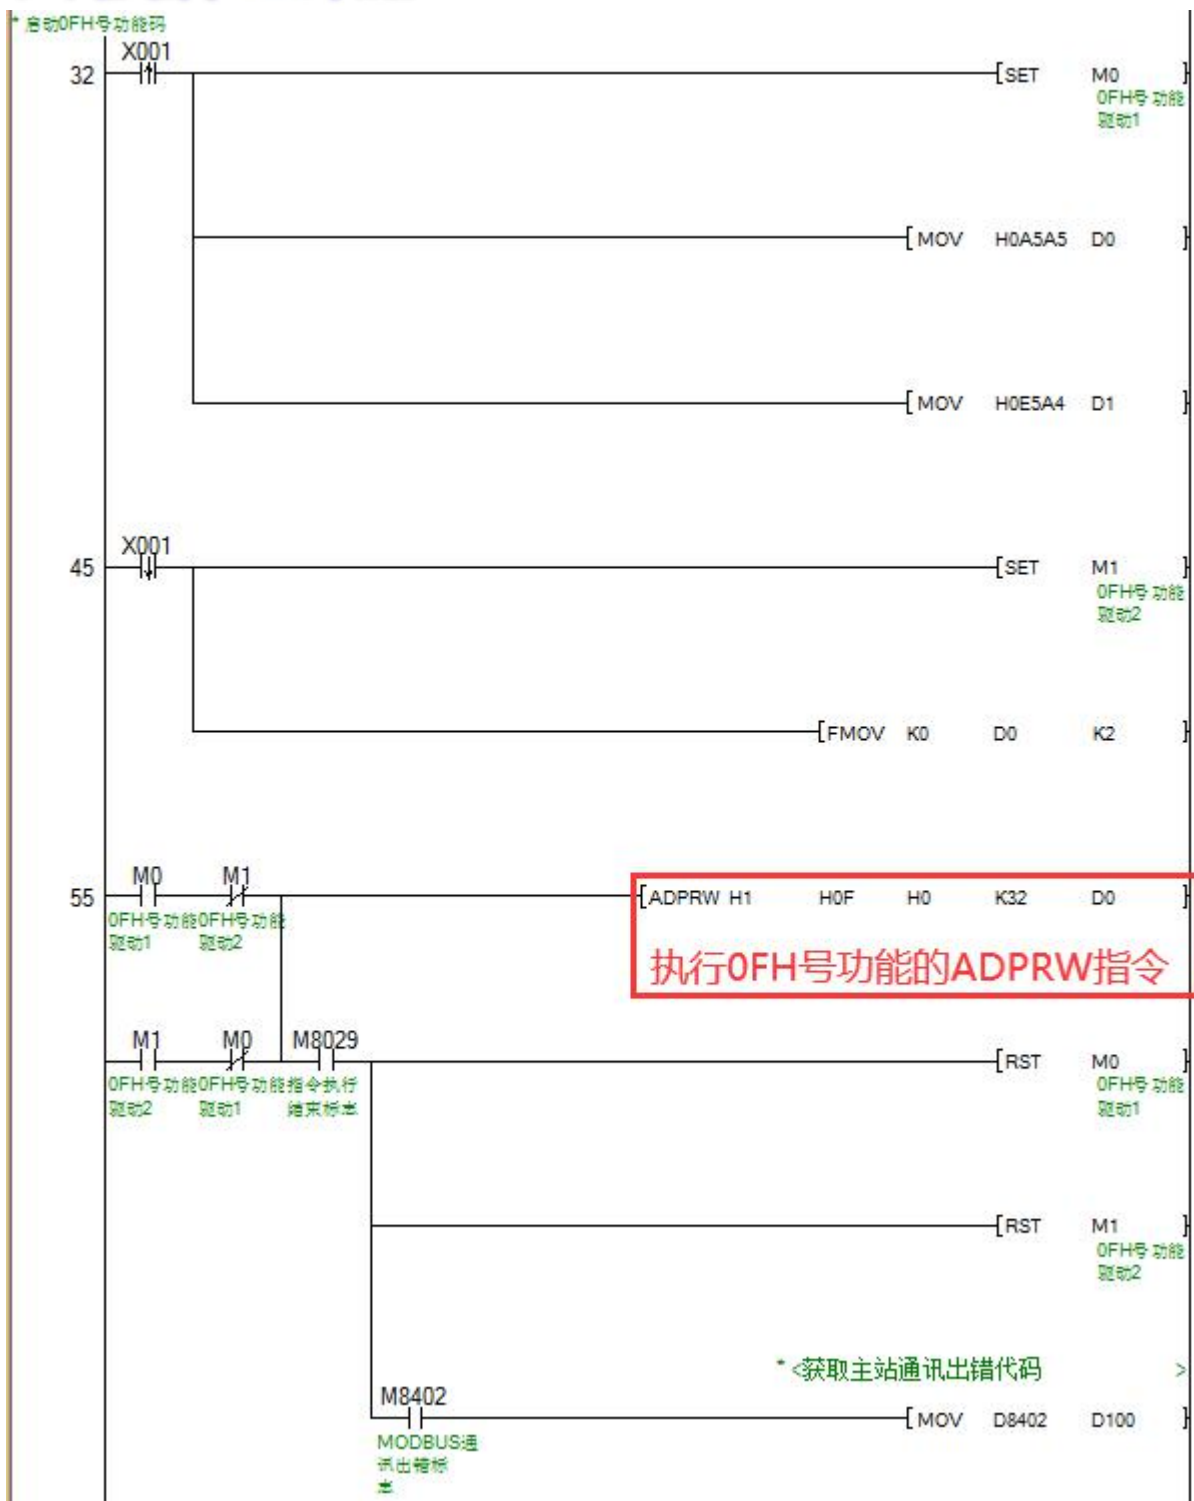 * 启动0FH号功能码
X001
32
SET M0
0FH号功能
驱动1
MOV H0A5A5 D0
MOV H0E5A4 D1
X001
45
SET M1
0FH号功能
驱动2
FMOV K0 D0 K2
M0 M1
55
ADPRW H1 H0F H0 K32 D0
0FH号功能 0FH号功能
驱动1 驱动2
执行0FH号功能的ADPRW指令
M1 M0 M8029
RST M0
0FH号功能 0FH号功能 指令执行
驱动2 驱动1 结束标志
0FH号功能
驱动1
RST M1
0FH号功能
驱动2
* <获取主站通讯出错代码 >
M8402
MOV D8402 D100
MODBUS通
讯出错标
志